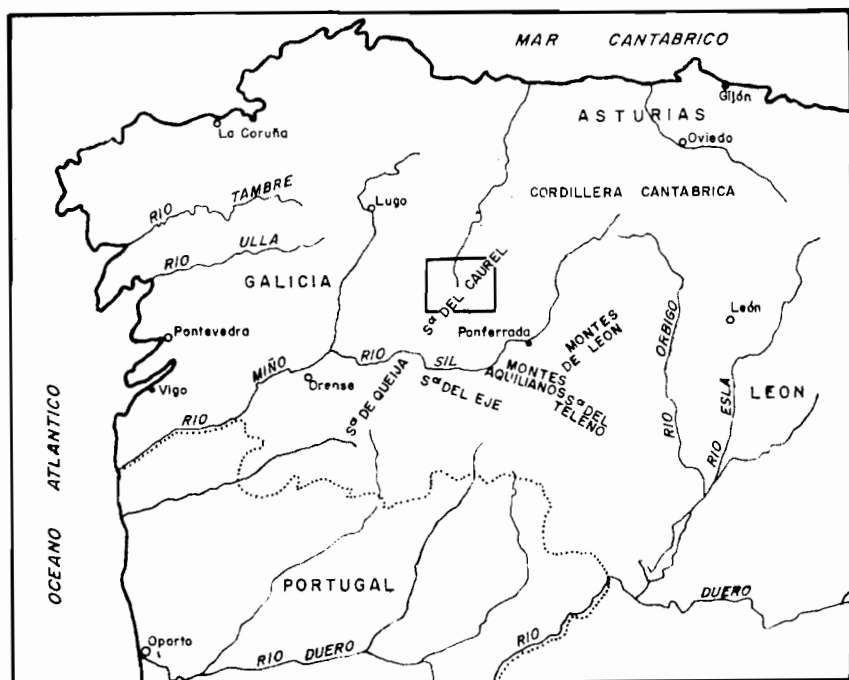 MAR CANTABRICO
Gijón
ASTURIAS
La Coruña
Oviedo
CORDILLERA CANTABRICA
RIO TAMBRE
Lugo
RIO ULLA
GALICIA
Sª DEL CAUREL
León
Pontevedra
Ponferrada
MONTES
DE LEON
RIO ORBIGO
MIÑO
RIO SIL
MONTES
AQUILIANOS
Sª DEL
TELENO
Orense
Sª DEL EJE
Sª DE QUEIJA
Vigo
RIO
RIO ESLA
LEON
OCEANO ATLANTICO
PORTUGAL
DUERO
Oporto
RIO DUERO
RIO